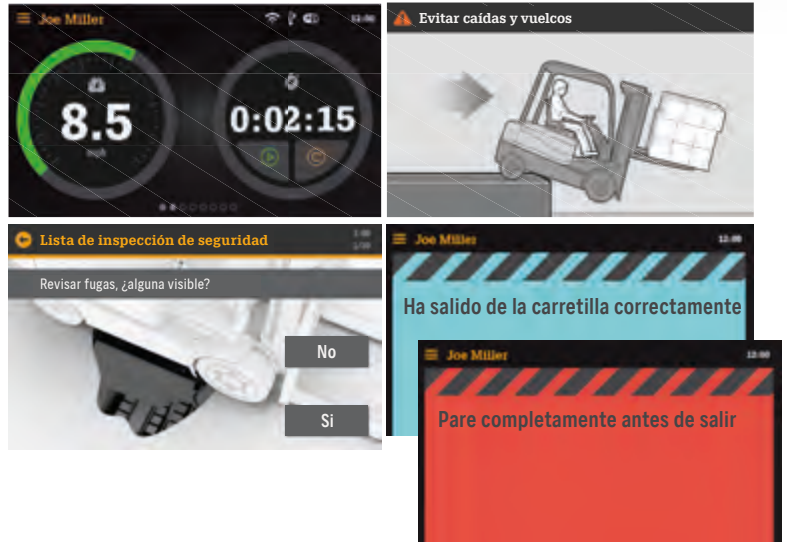 Joe Miller
12:00
8.5
mph
0:02:15
Evitar caídas y vuelcos
Lista de inspección de seguridad
Revisar fugas, ¿alguna visible?
No
Si
Joe Miller
12:00
Ha salido de la carretilla correctamente
Joe Miller
12:00
Pare completamente antes de salir